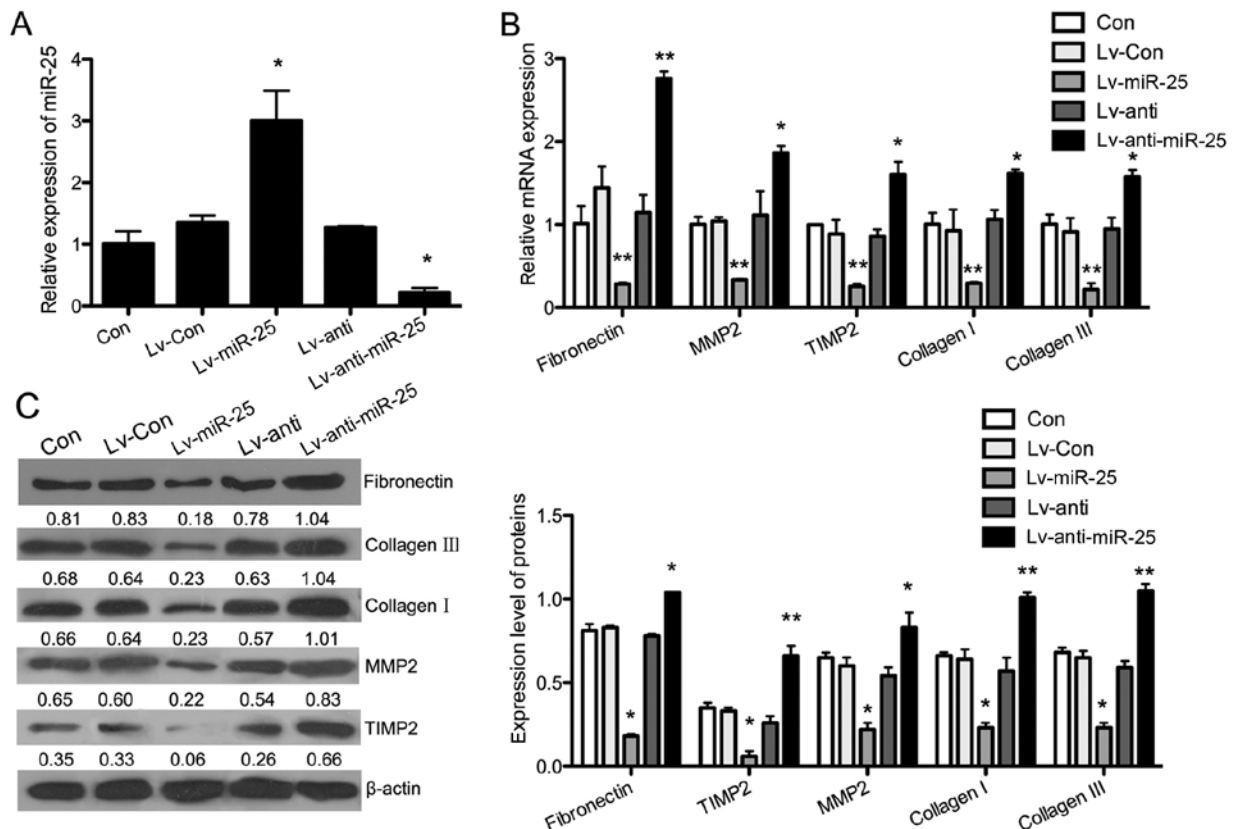 A
Relative expression of miR-25
4
3
2
1
0
*
*
Con
Lv-Con
Lv-miR-25
Lv-anti
Lv-anti-miR-25
B
Con
Lv-Con
Lv-miR-25
Lv-anti
Lv-anti-miR-25
Relative mRNA expression
3
2
1
0
** ** ** * ** * ** * ** *
Fibronectin
MMP2
TIMP2
Collagen I
Collagen III
C
Con Lv-Con Lv-miR-25 Lv-anti Lv-anti-miR-25
Fibronectin
0.81 0.83 0.18 0.78 1.04
Collagen III
0.68 0.64 0.23 0.63 1.04
Collagen I
0.66 0.64 0.23 0.57 1.01
MMP2
0.65 0.60 0.22 0.54 0.83
TIMP2
0.35 0.33 0.06 0.26 0.66
β-actin
Con
Lv-Con
Lv-miR-25
Lv-anti
Lv-anti-miR-25
Expression level of proteins
1.5
1.0
0.5
0.0
* * * ** * * * ** * **
Fibronectin
TIMP2
MMP2
Collagen I
Collagen III